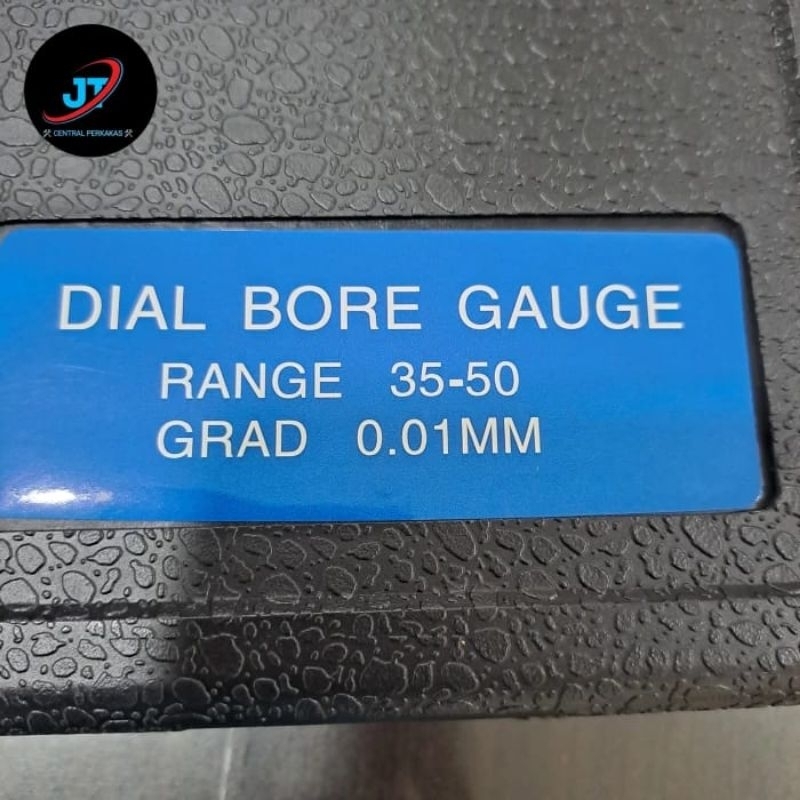 JT
🛠 CENTRAL PERKAKAS 🛠
DIAL BORE GAUGE
RANGE 35-50
GRAD 0.01MM